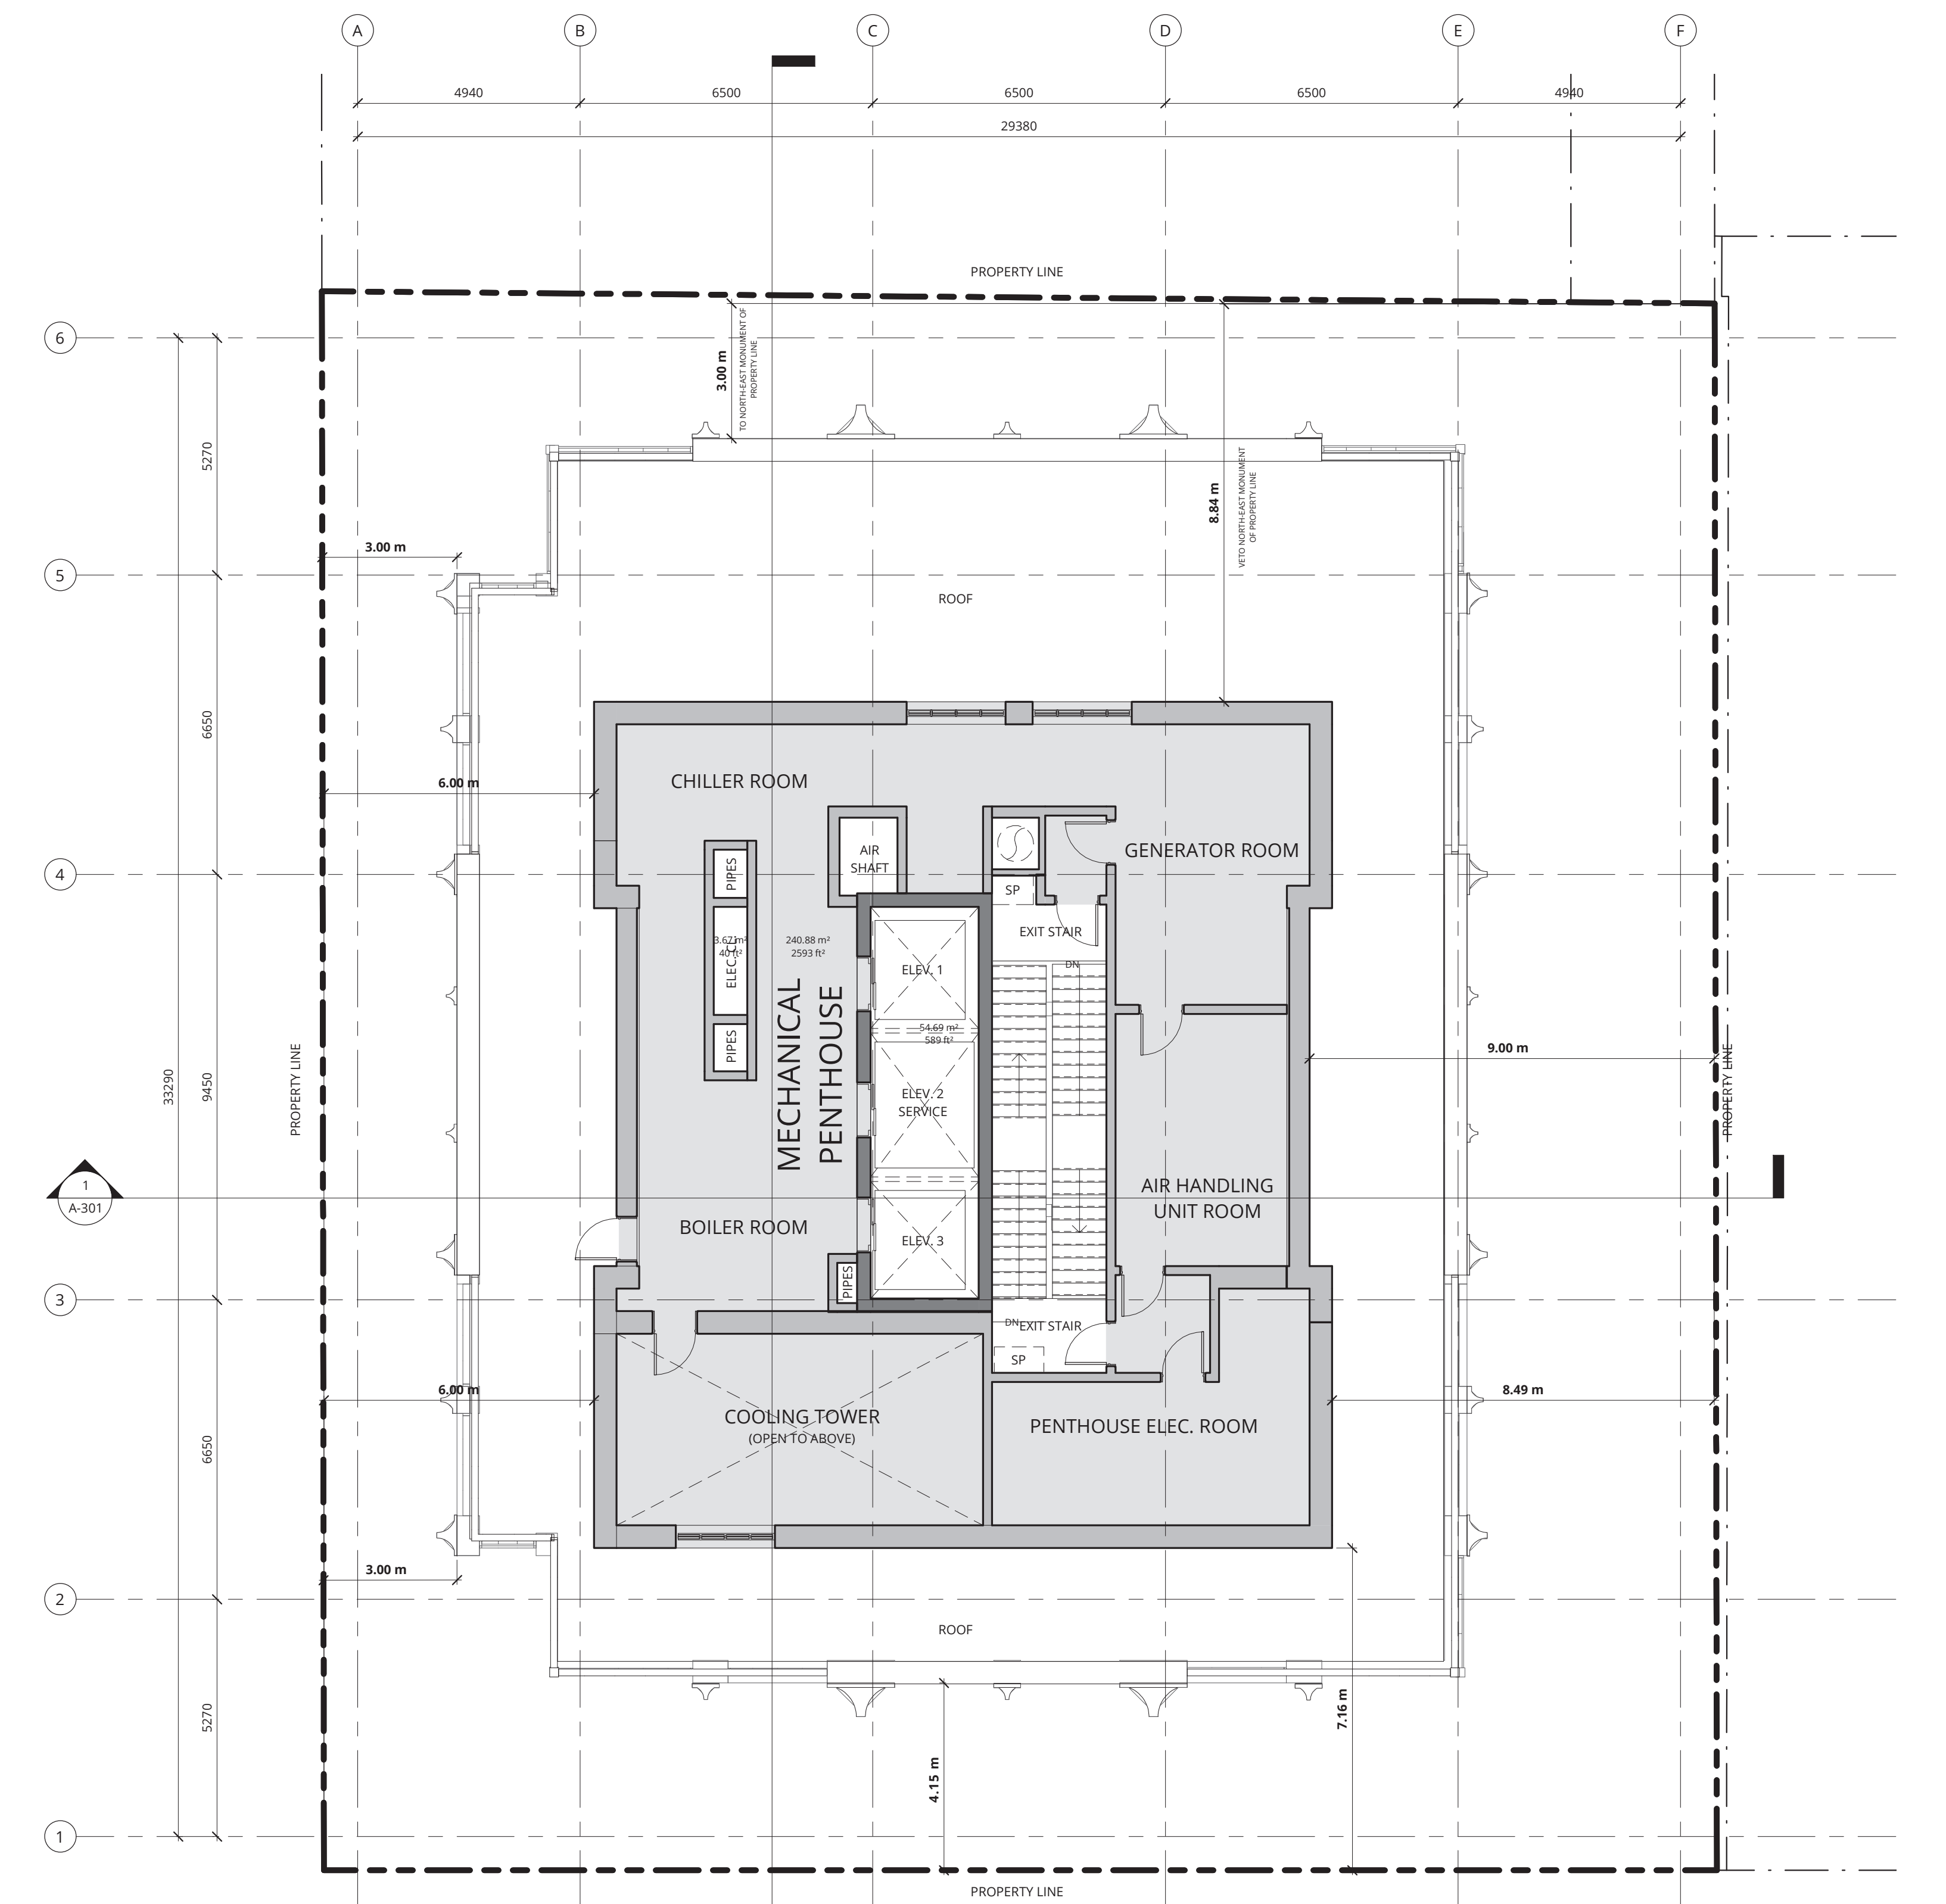 A
B
C
D
E
F
4940
6500
6500
6500
4940
29380
PROPERTY LINE
6
5
4
3
2
1
33290
5270
6650
9450
6650
5270
3.00 m
TO NORTH-EAST MONUMENT OF
PROPERTY LINE
8.84 m
VETO NORTH-EAST MONUMENT
OF PROPERTY LINE
3.00 m
ROOF
6.00 m
CHILLER ROOM
AIR
SHAFT
GENERATOR ROOM
PIPES
SP
EXIT STAIR
DN
3.67 m²
40 ft²
ELEC. C.
240.88 m²
2593 ft²
ELEV. 1
PIPES
MECHANICAL
PENTHOUSE
54.69 m²
589 ft²
ELEV. 2
SERVICE
9.00 m
PROPERTY LINE
PROPERTY LINE
1
A-301
AIR HANDLING
UNIT ROOM
BOILER ROOM
ELEV. 3
PIPES
DN
EXIT STAIR
SP
6.00 m
8.49 m
COOLING TOWER
(OPEN TO ABOVE)
PENTHOUSE ELEC. ROOM
3.00 m
ROOF
4.15 m
7.16 m
PROPERTY LINE